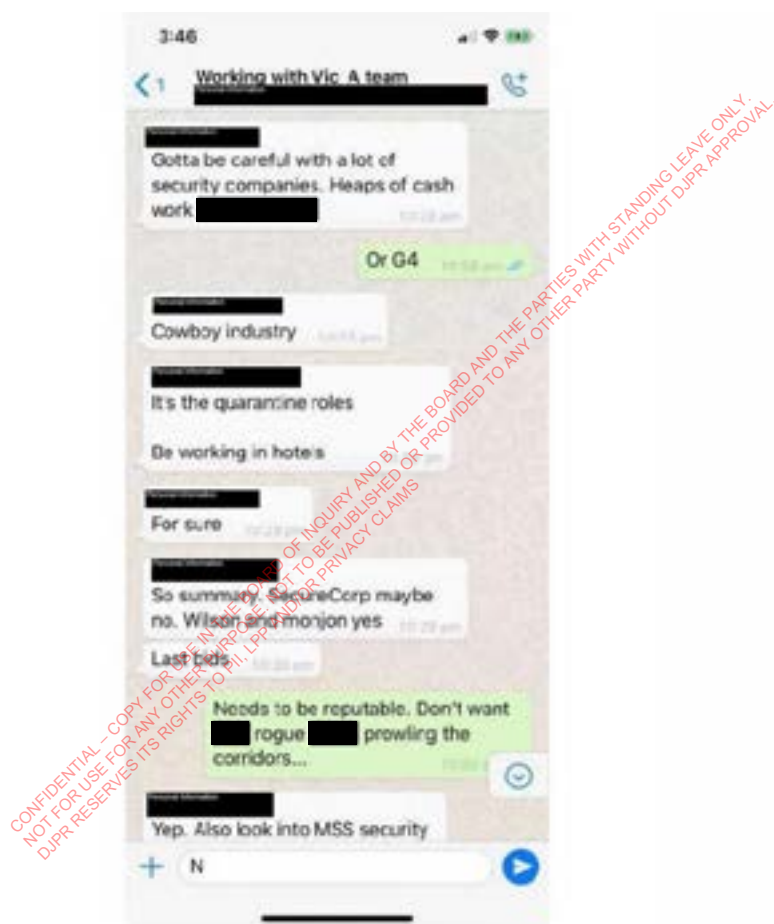 3:46
1
Working with Vic A team
Gotta be careful with a lot of
security companies. Heaps of cash
work
Or G4
Cowboy industry
It's the quarantine roles
Be working in hotels
For sure
So summary. SecureCorp maybe
no. Wilson and monjon yes
Last bids
Needs to be reputable. Don't want
rogue prowling the
corridors...
Yep. Also look into MSS security
N
CONFIDENTIAL – COPY FOR USE IN THE BOARD OF INQUIRY AND BY THE BOARD AND THE PARTIES WITH STANDING LEAVE ONLY.
NOT FOR USE FOR ANY OTHER PURPOSE. NOT TO BE PUBLISHED OR PROVIDED TO ANY OTHER PARTY WITHOUT DJPR APPROVAL
DJPR RESERVES ITS RIGHTS TO PII, LPP AND/OR PRIVACY CLAIMS